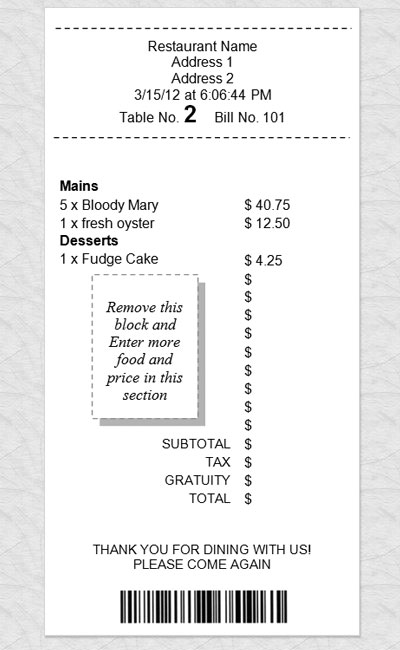 Restaurant Name
Address 1
Address 2
3/15/12 at 6:06:44 PM
Table No. 2 Bill No. 101
Mains
5 x Bloody Mary $ 40.75
1 x fresh oyster $ 12.50
Desserts
1 x Fudge Cake $ 4.25
$
$
$
$
$
$
$
$
$
Remove this
block and
Enter more
food and
price in this
section
SUBTOTAL $
TAX $
GRATUITY $
TOTAL $
THANK YOU FOR DINING WITH US!
PLEASE COME AGAIN